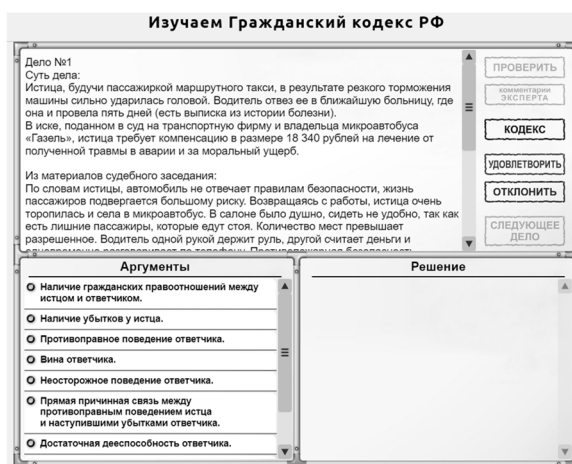 Изучаем Гражданский кодекс РФ
Дело №1
Суть дела:
Истица, будучи пассажиркой маршрутного такси, в результате резкого торможения
машины сильно ударилась головой. Водитель отвез ее в ближайшую больницу, где
она и провела пять дней (есть выписка из истории болезни).
В иске, поданном в суд на транспортную фирму и владельца микроавтобуса
«Газель», истица требует компенсацию в размере 18 340 рублей на лечение от
полученной травмы в аварии и за моральный ущерб.
Из материалов судебного заседания:
По словам истицы, автомобиль не отвечает правилам безопасности, жизнь
пассажиров подвергается большому риску. Возвращаясь с работы, истица очень
торопилась и села в микроавтобус. В салоне было душно, сидеть не удобно, так как
есть лишние пассажиры, которые едут стоя. Количество мест превышает
разрешенное. Водитель одной рукой держит руль, другой считает деньги и
ПРОВЕРИТЬ
комментарии
ЭКСПЕРТА
КОДЕКС
УДОВЛЕТВОРИТЬ
ОТКЛОНИТЬ
СЛЕДУЮЩЕЕ
ДЕЛО
Аргументы
Наличие гражданских правоотношений между
истцом и ответчиком.
Наличие убытков у истца.
Противоправное поведение ответчика.
Вина ответчика.
Неосторожное поведение ответчика.
Прямая причинная связь между
противоправным поведением истца
и наступившими убытками ответчика.
Достаточная дееспособность ответчика.
Решение